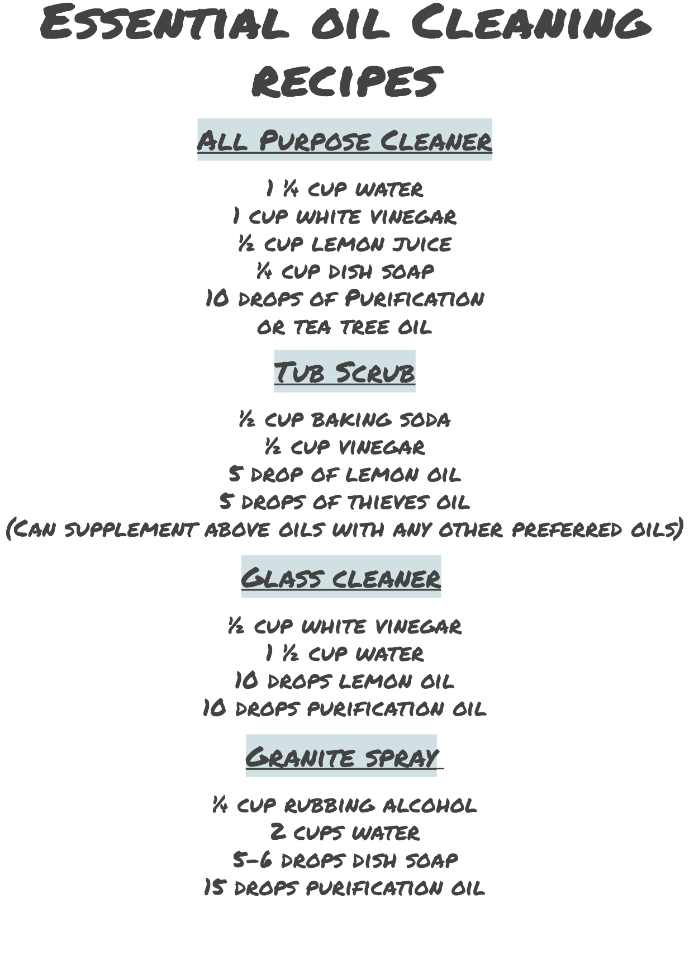 Essential oil Cleaning
recipes
All Purpose Cleaner
1 ¼ cup water
1 cup white vinegar
½ cup lemon juice
¼ cup dish soap
10 drops of Purification
or tea tree oil
Tub Scrub
½ cup baking soda
½ cup vinegar
5 drop of lemon oil
5 drops of thieves oil
(Can supplement above oils with any other preferred oils)
Glass cleaner
½ cup white vinegar
1 ½ cup water
10 drops lemon oil
10 drops purification oil
Granite spray
¼ cup rubbing alcohol
2 cups water
5-6 drops dish soap
15 drops purification oil